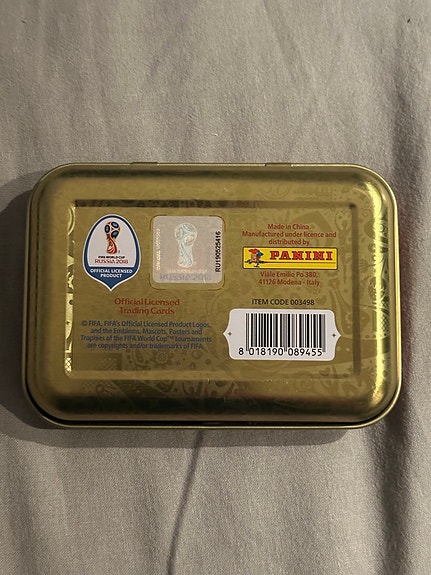 FIFA WORLD CUP
RUSSIA 2018
OFFICIAL LICENSED
PRODUCT
RU190525416
Official Licensed
Trading Cards
© FIFA, FIFA's Official Licensed Product Logos,
and the Emblems, Mascots, Posters and
Trophies of the FIFA World Cup™ tournaments
are copyrights and/or trademarks of FIFA.
Made in China.
Manufactured under licence and
distributed by
PANINI
Viale Emilio Po 380,
41126 Modena - Italy
ITEM CODE 003498
8 018190 089455